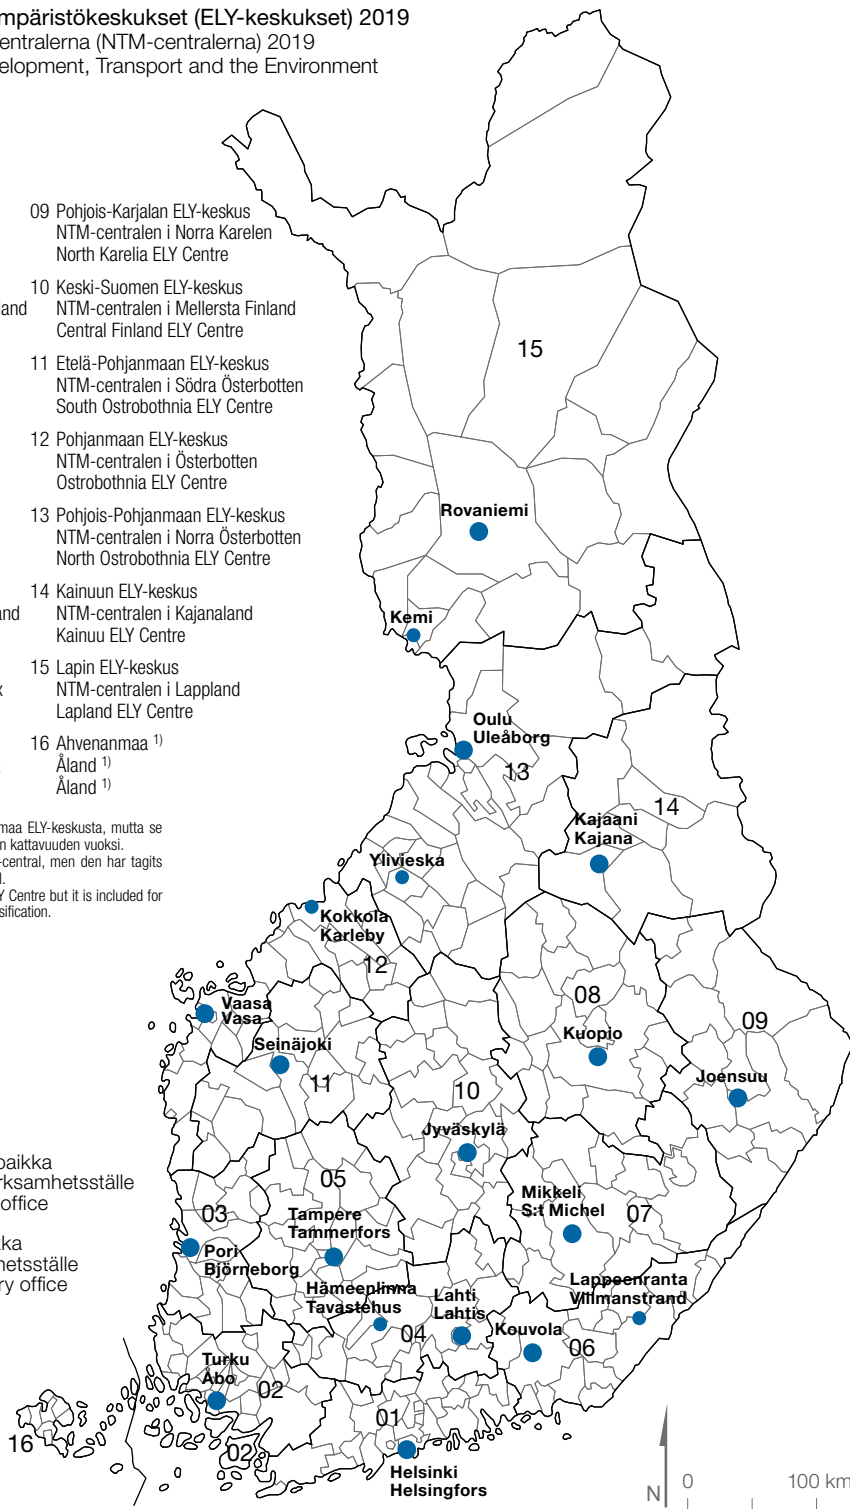 mpäristökeskukset (ELY-keskukset) 2019
entralerna (NTM-centralerna) 2019
elopment, Transport and the Environment
09 Pohjois-Karjalan ELY-keskus
NTM-centralen i Norra Karelen
North Karelia ELY Centre
10 Keski-Suomen ELY-keskus
land NTM-centralen i Mellersta Finland
Central Finland ELY Centre
11 Etelä-Pohjanmaan ELY-keskus
NTM-centralen i Södra Österbotten
South Ostrobothnia ELY Centre
12 Pohjanmaan ELY-keskus
NTM-centralen i Österbotten
Ostrobothnia ELY Centre
13 Pohjois-Pohjanmaan ELY-keskus
NTM-centralen i Norra Österbotten
North Ostrobothnia ELY Centre
14 Kainuun ELY-keskus
and NTM-centralen i Kajanaland
Kainuu ELY Centre
15 Lapin ELY-keskus
NTM-centralen i Lappland
Lapland ELY Centre
16 Ahvenanmaa 1)
Åland 1)
Åland 1)
maa ELY-keskusta, mutta se
n kattavuuden vuoksi.
-central, men den har tagits
Y Centre but it is included for
sification.
paikka
rksamhetsställe
office
kka
hetsställe
ry office
15
Rovaniemi
Kemi
Oulu
Uleåborg
13
14
Kajaani
Kajana
Ylivieska
Kokkola
Karleby
12
08
Vaasa
Vasa
09
Kuopio
Seinäjoki
11
10
Joensuu
Jyväskylä
05
Mikkeli
S:t Michel
07
03
Tampere
Tammerfors
Pori
Björneborg
Hämeenlinna
Tavastehus
Lahti
Lahtis
Lappeenranta
Villmanstrand
04
Kouvola
06
Turku
Åbo
02
01
16
02
Helsinki
Helsingfors
N
0 100 km